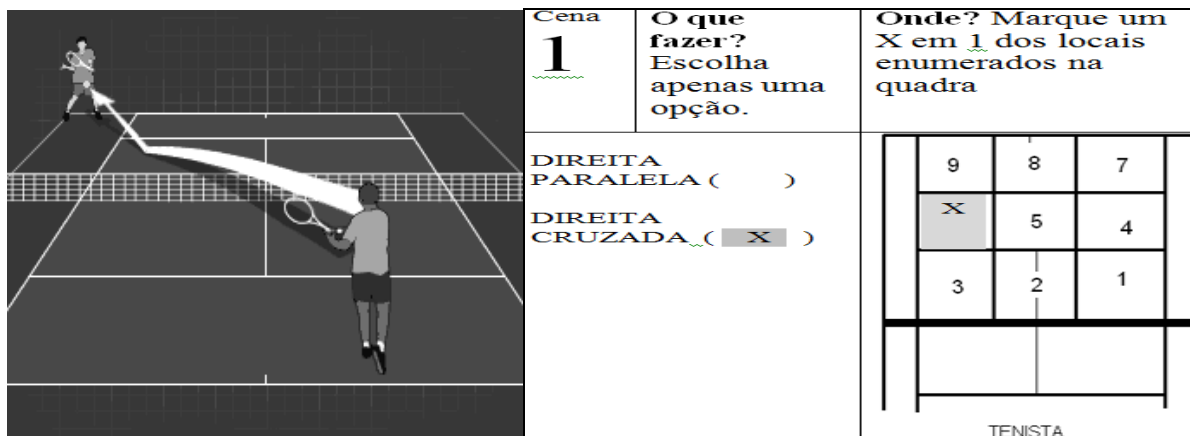 Cena
1
O que
fazer?
Escolha
apenas uma
opção.
Onde? Marque um
X em 1 dos locais
enumerados na
quadra
DIREITA
PARALELA ( )
DIREITA
CRUZADA ( X )
9 8 7
X 5 4
3 2 1
TENISTA